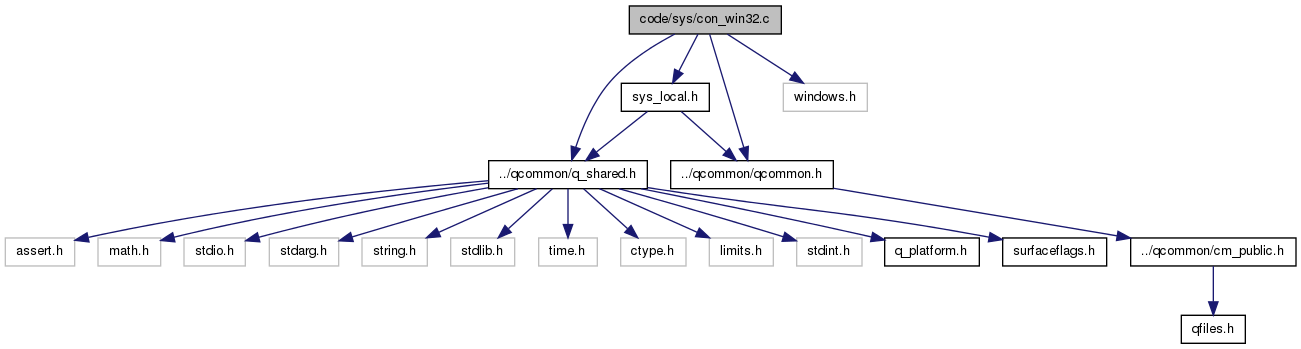 code/sys/con_win32.c
sys_local.h
windows.h
../qcommon/q_shared.h
../qcommon/qcommon.h
assert.h
math.h
stdio.h
stdarg.h
string.h
stdlib.h
time.h
ctype.h
limits.h
stdint.h
q_platform.h
surfaceflags.h
../qcommon/cm_public.h
qfiles.h